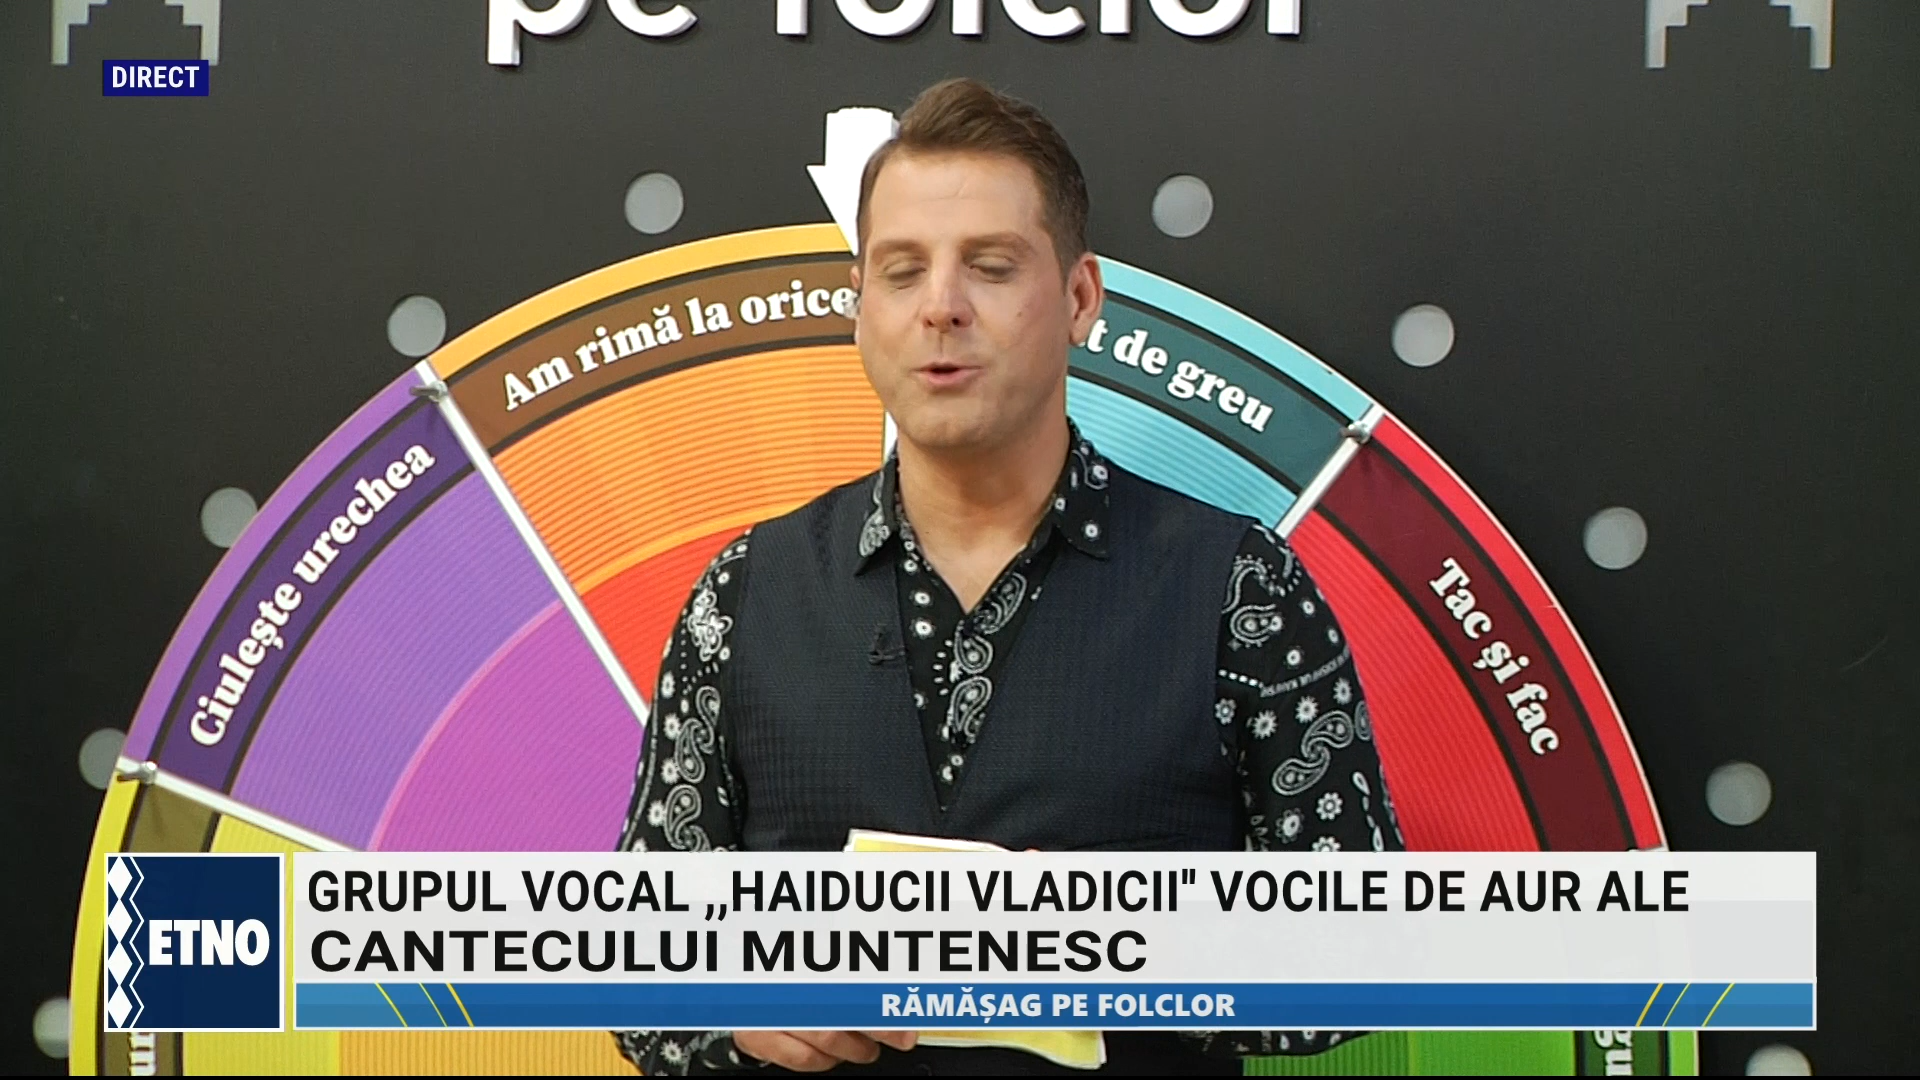 pe folclor
DIRECT
Am rimă la orice
t de greu
Ciulește urechea
Tac și fac
ETNO
GRUPUL VOCAL ,,HAIDUCII VLADICII" VOCILE DE AUR ALE
CANTECULUI MUNTENESC
RĂMĂȘAG PE FOLCLOR